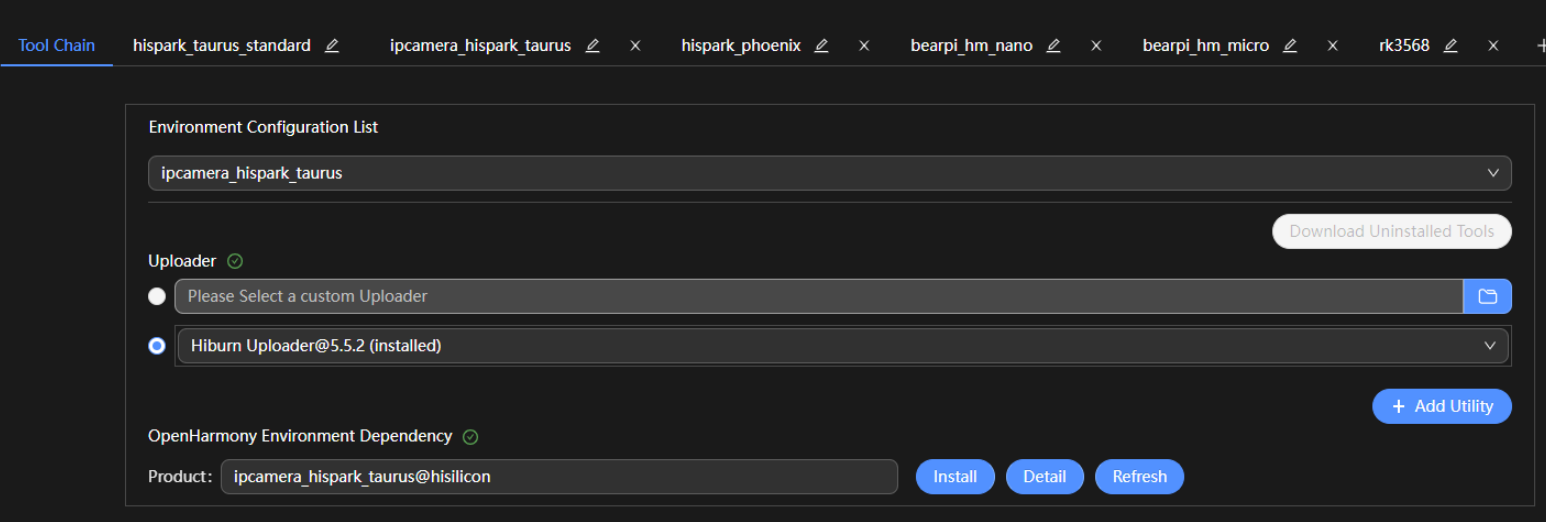 Tool Chain hispark_taurus_standard ipcamera_hispark_taurus hispark_phoenix bearpi_hm_nano bearpi_hm_micro rk3568
Environment Configuration List
ipcamera_hispark_taurus
Download Uninstalled Tools
Uploader
Please Select a custom Uploader
Hiburn Uploader@5.5.2 (installed)
+ Add Utility
OpenHarmony Environment Dependency
Product: ipcamera_hispark_taurus@hisilicon Install Detail Refresh